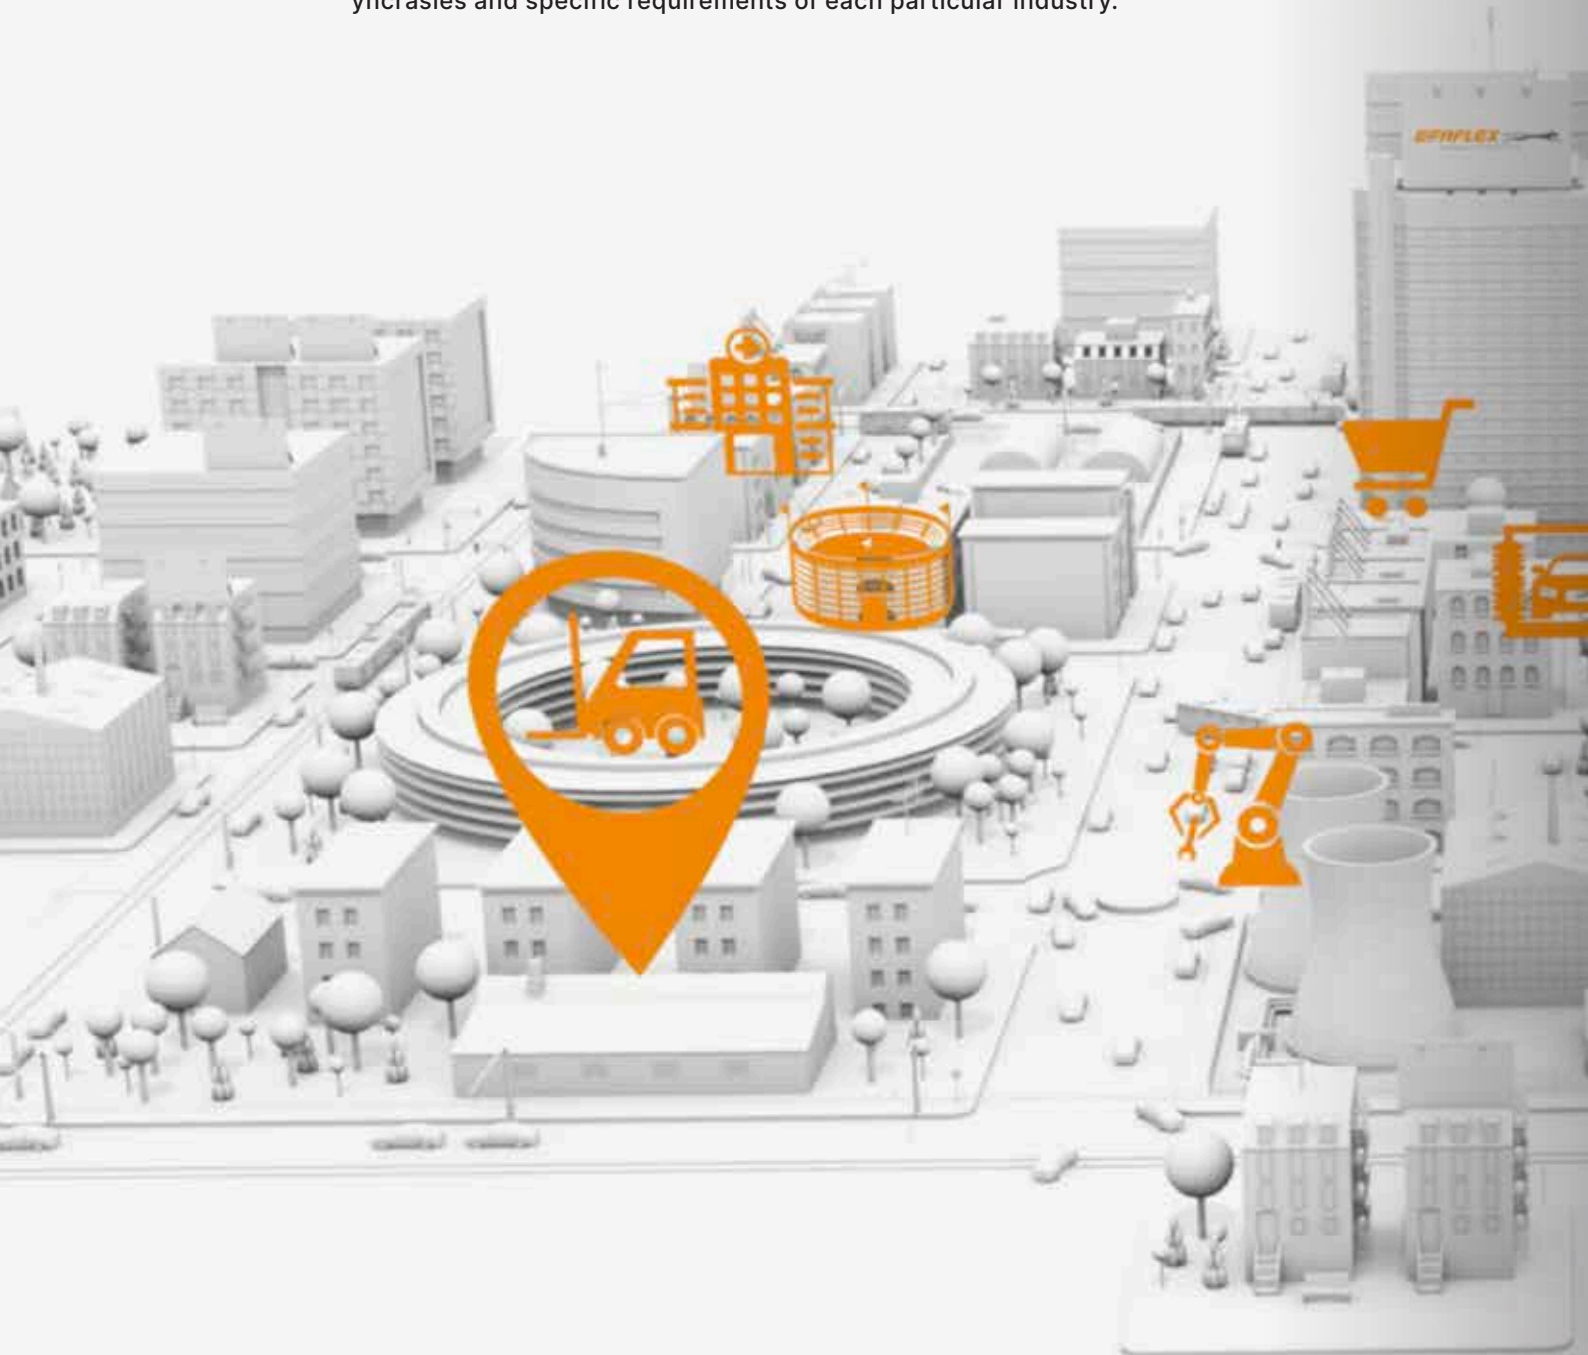 yncrasies and specific requirements of each particular industry.
EFAFLEX